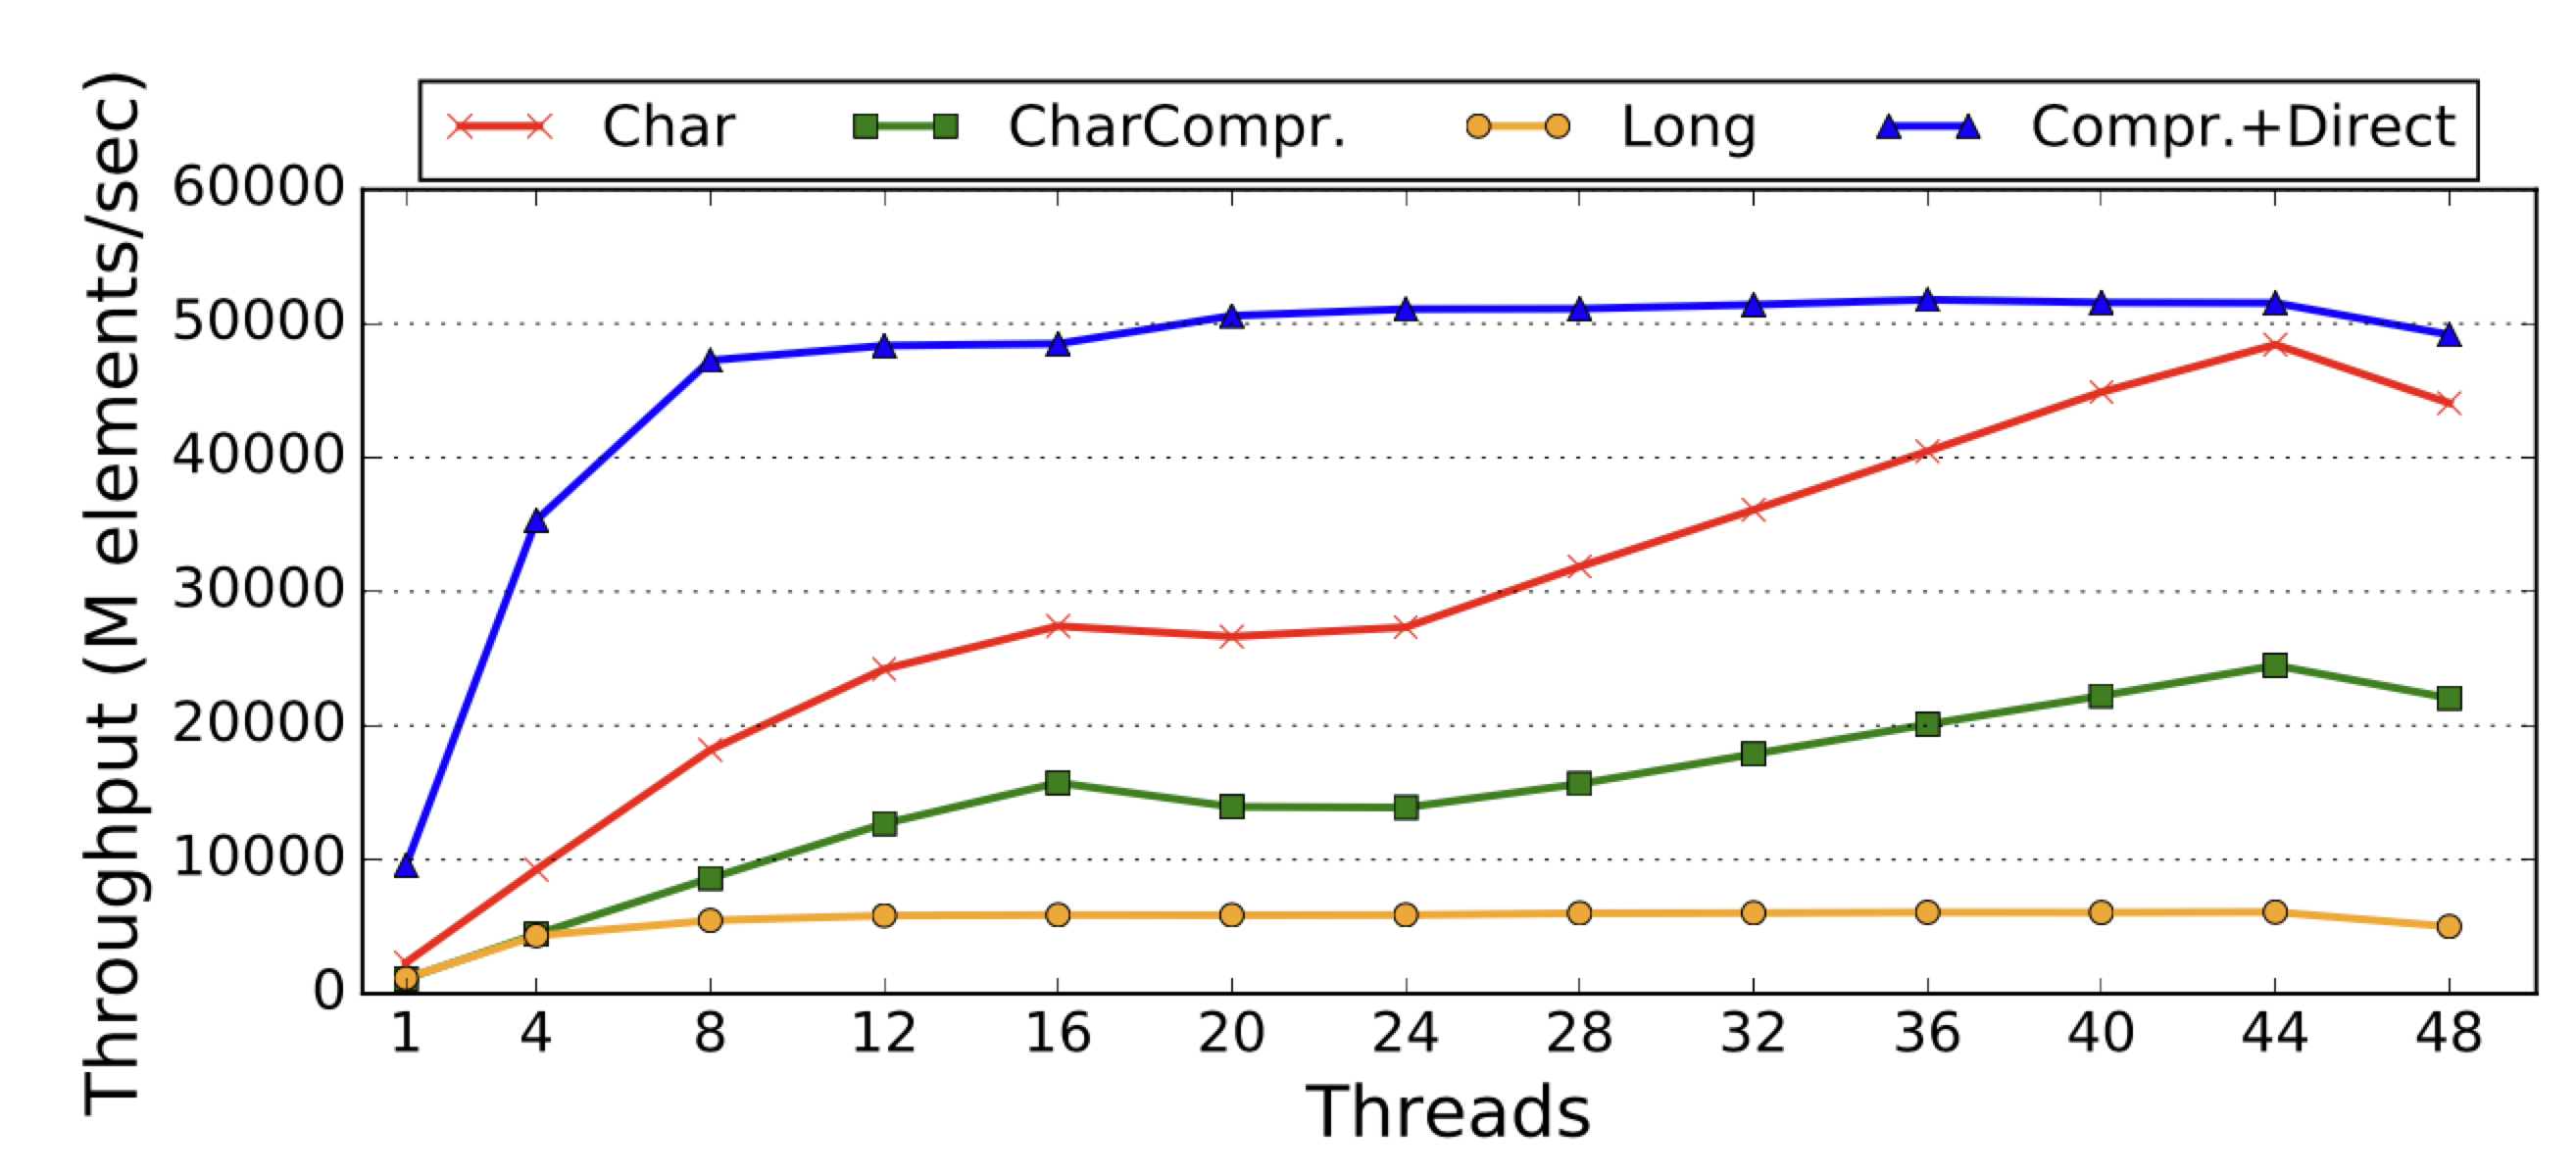 Char CharCompr. Long Compr.+Direct
Throughput (M elements/sec)
60000
50000
40000
30000
20000
10000
0
1 4 8 12 16 20 24 28 32 36 40 44 48
Threads